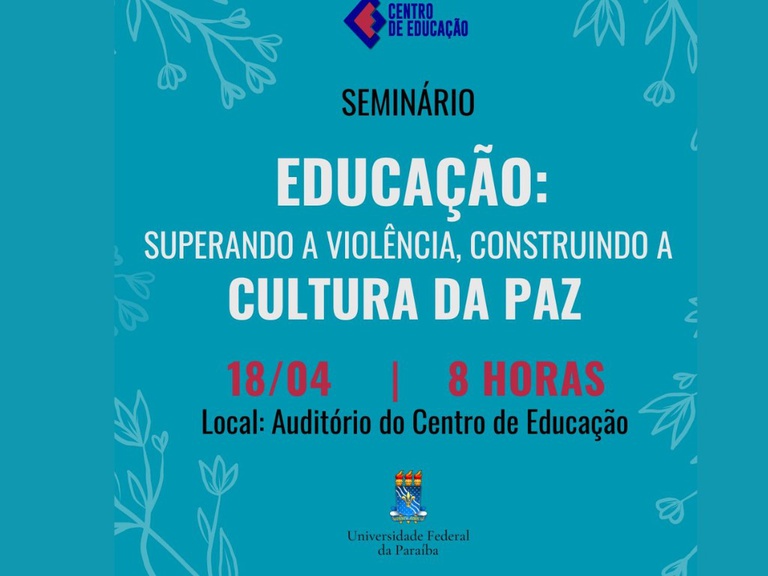 CENTRO
DE EDUCAÇÃO
SEMINÁRIO
EDUCAÇÃO:
SUPERANDO A VIOLÊNCIA, CONSTRUINDO A
CULTURA DA PAZ
18/04 | 8 HORAS
Local: Auditório do Centro de Educação
Universidade Federal
da Paraíba